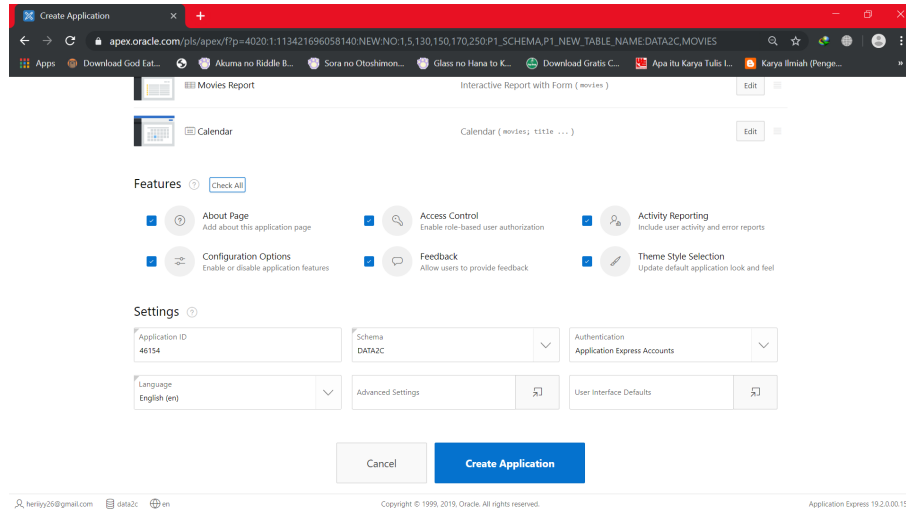 Create Application
apex.oracle.com/pls/apex/f?p=4020:1:113421696058140:NEW:NO:1,5,130,150,170,250:P1_SCHEMA,P1_NEW_TABLE_NAME:DATA2C,MOVIES
Apps Download God Eat... Akuma no Riddle B... Sora no Otoshimon... Glass no Hana to K... Download Gratis C... Apa itu Karya Tulis I... Karya Ilmiah (Penge... »
Movies Report Interactive Report with Form ( movies ) Edit
Calendar Calendar ( movies; title ... ) Edit
Features Check All
About Page
Add about this application page
Access Control
Enable role-based user authorization
Activity Reporting
Include user activity and error reports
Configuration Options
Enable or disable application features
Feedback
Allow users to provide feedback
Theme Style Selection
Update default application look and feel
Settings
Application ID
46154
Schema
DATA2C
Authentication
Application Express Accounts
Language
English (en)
Advanced Settings
User Interface Defaults
Cancel Create Application
heriiyy26@gmail.com data2c en Copyright © 1999, 2019, Oracle. All rights reserved. Application Express 19.2.0.00.15